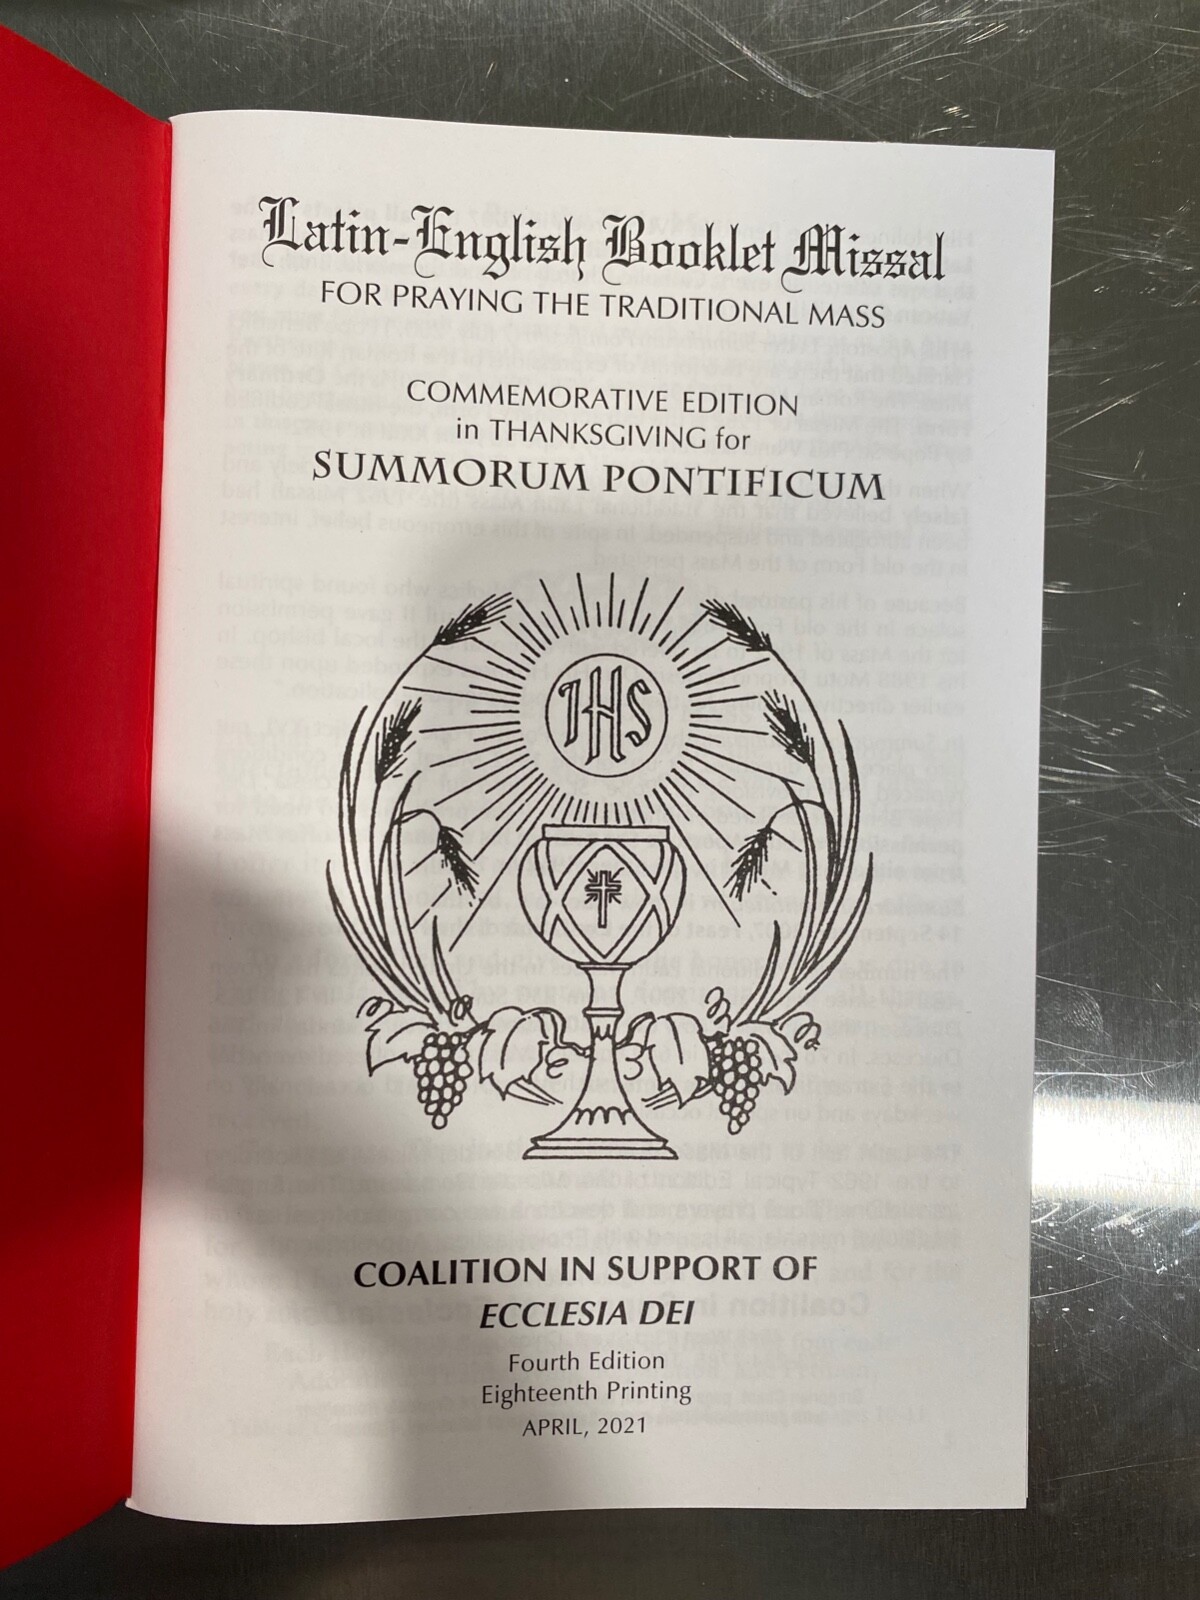 Latin-English Booklet Missal
FOR PRAYING THE TRADITIONAL MASS
COMMEMORATIVE EDITION
in THANKSGIVING for
SUMMORUM PONTIFICUM
IHS
COALITION IN SUPPORT OF
ECCLESIA DEI
Fourth Edition
Eighteenth Printing
APRIL, 2021